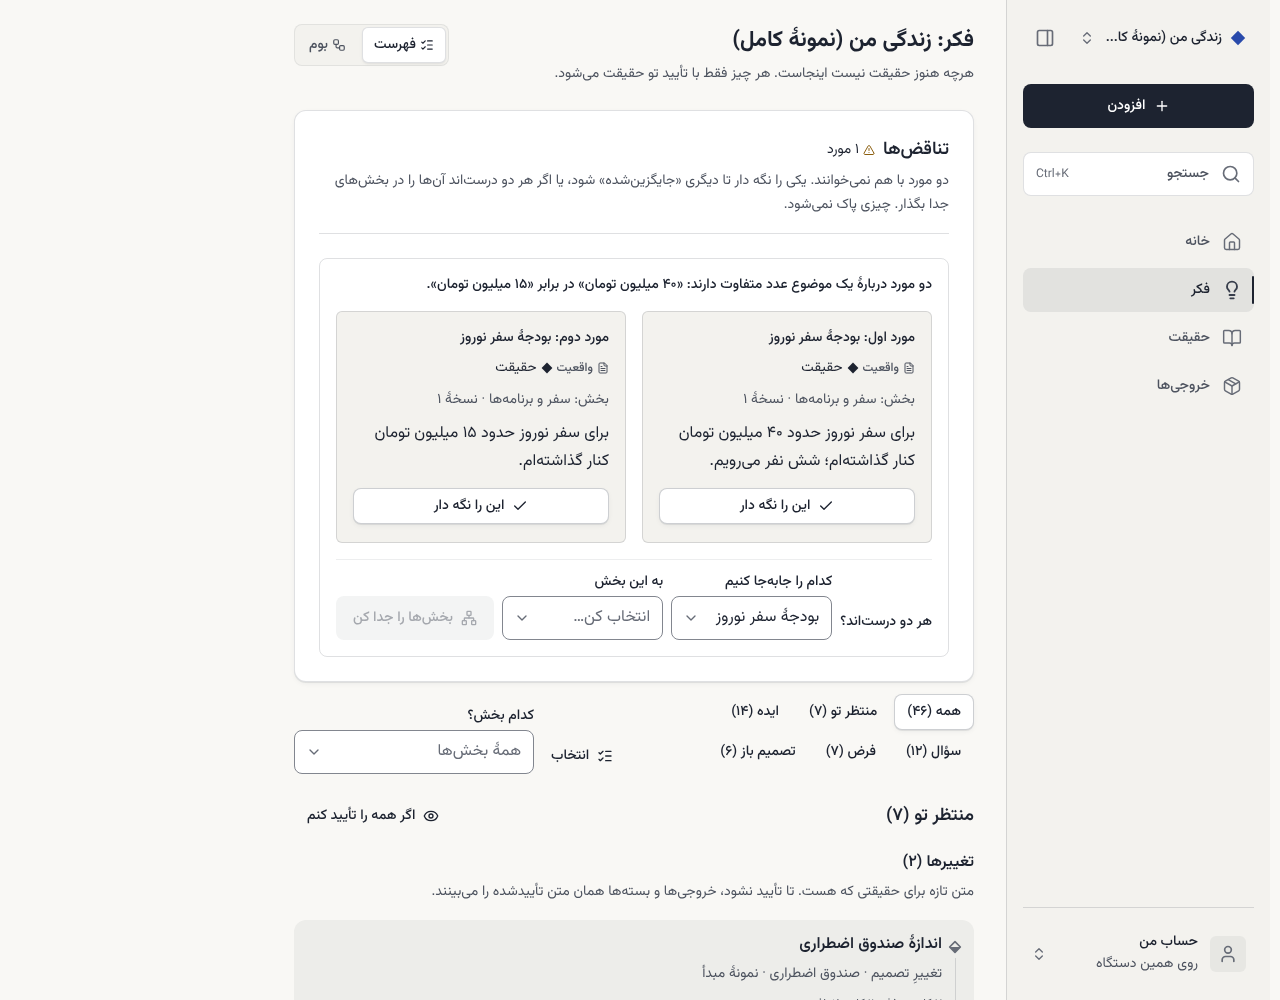 زندگی من (نمونهٔ کا...
افزودن
جستجو
Ctrl+K
خانه
فکر
حقیقت
خروجی‌ها
حساب من
روی همین دستگاه
فکر: زندگی من (نمونهٔ کامل)
فهرست
بوم
هرچه هنوز حقیقت نیست اینجاست. هر چیز فقط با تأیید تو حقیقت می‌شود.
تناقض‌ها
۱ مورد
دو مورد با هم نمی‌خوانند. یکی را نگه دار تا دیگری «جایگزین‌شده» شود، یا اگر هر دو درست‌اند آن‌ها را در بخش‌های
جدا بگذار. چیزی پاک نمی‌شود.
دو مورد دربارهٔ یک موضوع عدد متفاوت دارند: «۴۰ میلیون تومان» در برابر «۱۵ میلیون تومان».
مورد اول: بودجهٔ سفر نوروز
واقعیت ◆ حقیقت
بخش: سفر و برنامه‌ها · نسخهٔ ۱
برای سفر نوروز حدود ۴۰ میلیون تومان
کنار گذاشته‌ام؛ شش نفر می‌رویم.
این را نگه دار
مورد دوم: بودجهٔ سفر نوروز
واقعیت ◆ حقیقت
بخش: سفر و برنامه‌ها · نسخهٔ ۱
برای سفر نوروز حدود ۱۵ میلیون تومان
کنار گذاشته‌ام.
این را نگه دار
هر دو درست‌اند؟
کدام را جابه‌جا کنیم
بودجهٔ سفر نوروز
به این بخش
انتخاب کن...
بخش‌ها را جدا کن
همه (۴۶)
منتظر تو (۷)
ایده (۱۴)
سؤال (۱۲)
فرض (۷)
تصمیم باز (۶)
انتخاب
کدام بخش؟
همهٔ بخش‌ها
منتظر تو (۷)
اگر همه را تأیید کنم
تغییرها (۲)
متن تازه برای حقیقتی که هست. تا تأیید نشود، خروجی‌ها و بسته‌ها همان متن تأییدشده را می‌بینند.
اندازهٔ صندوق اضطراری
تغییرِ تصمیم · صندوق اضطراری · نمونهٔ مبدأ